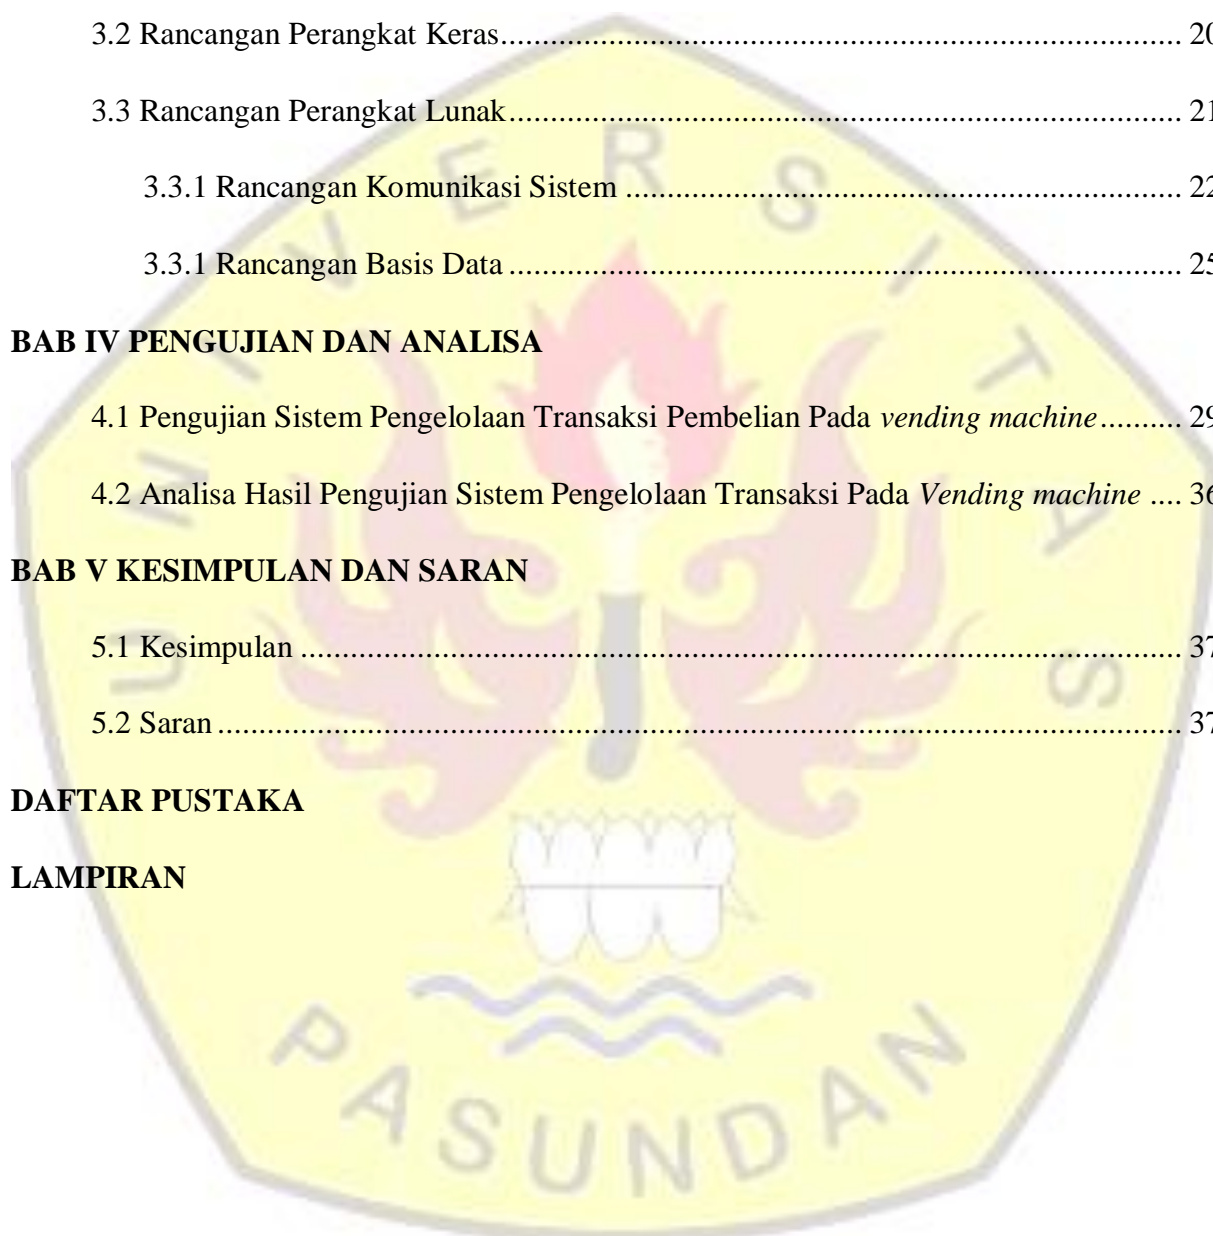 3.2 Rancangan Perangkat Keras.................................................................................. 20
3.3 Rancangan Perangkat Lunak................................................................................. 21
3.3.1 Rancangan Komunikasi Sistem ................................................................... 22
3.3.1 Rancangan Basis Data ................................................................................. 25
BAB IV PENGUJIAN DAN ANALISA
4.1 Pengujian Sistem Pengelolaan Transaksi Pembelian Pada vending machine.......... 29
4.2 Analisa Hasil Pengujian Sistem Pengelolaan Transaksi Pada Vending machine .... 36
BAB V KESIMPULAN DAN SARAN
5.1 Kesimpulan .......................................................................................................... 37
5.2 Saran .................................................................................................................... 37
DAFTAR PUSTAKA
LAMPIRAN
UNIVERSITAS
PASUNDAN